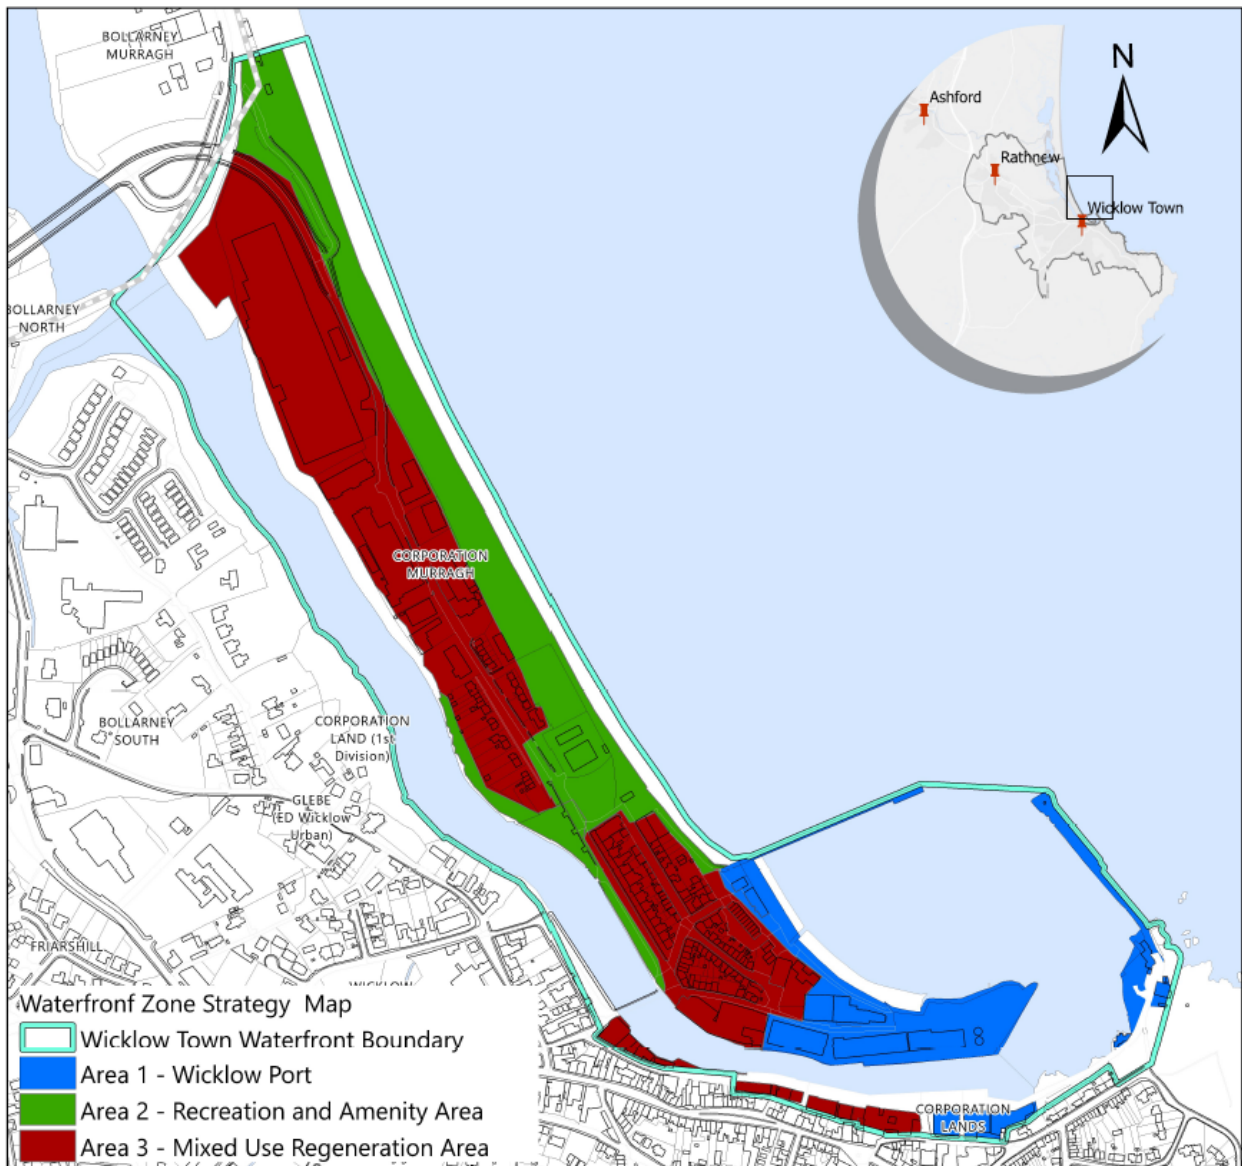 BOLLARNEY
MURRAGH
N
Ashford
Rathnew
Wicklow Town
BOLLARNEY
NORTH
CORPORATION
MURRAGH
BOLLARNEY
SOUTH
CORPORATION
LAND (1st
Division)
GLEBE
(ED Wicklow
Urban)
FRIARSHILL
WICKLOW
CORPORATION
LANDS
Waterfronf Zone Strategy Map
Wicklow Town Waterfront Boundary
Area 1 - Wicklow Port
Area 2 - Recreation and Amenity Area
Area 3 - Mixed Use Regeneration Area